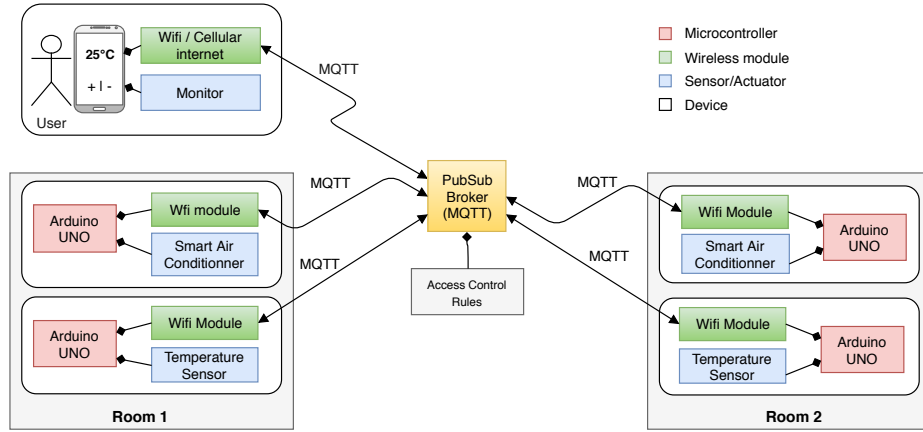 25°C
+ | -
User
Wifi / Cellular
internet
Monitor
MQTT
Microcontroller
Wireless module
Sensor/Actuator
Device
PubSub
Broker
(MQTT)
Access Control
Rules
MQTT
MQTT
MQTT
MQTT
Arduino
UNO
Wfi module
Smart Air
Conditionner
Arduino
UNO
Wifi Module
Temperature
Sensor
Room 1
Wifi Module
Smart Air
Conditionner
Arduino
UNO
Wifi Module
Temperature
Sensor
Arduino
UNO
Room 2